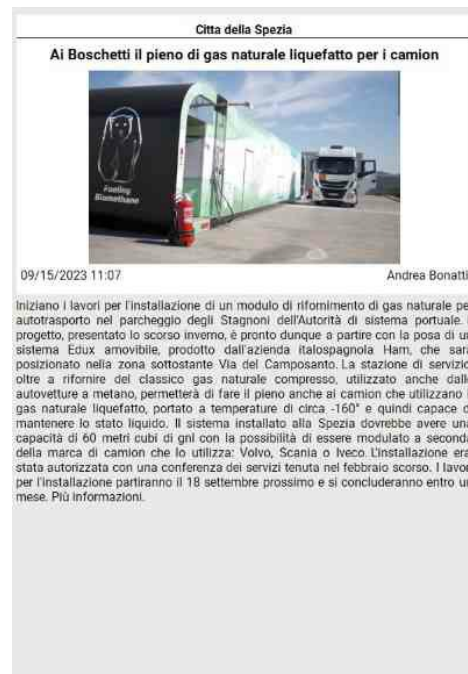 Citta della Spezia
Ai Boschetti il pieno di gas naturale liquefatto per i camion
Fueling
Biomethane
09/15/2023 11:07
Andrea Bonatti
Iniziano i lavori per l'installazione di un modulo di rifornimento di gas naturale pe
autotrasporto nel parcheggio degli Stagnoni dell'Autorità di sistema portuale.
progetto, presentato lo scorso inverno, è pronto dunque a partire con la posa di u
sistema Edux amovibile, prodotto dall'azienda italospagnola Ham, che sar
posizionato nella zona sottostante Via del Camposanto. La stazione di servizio
oltre a rifornire del classico gas naturale compresso, utilizzato anche dall
autovetture a metano, permetterà di fare il pieno anche ai camion che utilizzano
gas naturale liquefatto, portato a temperature di circa -160° e quindi capace d
mantenere lo stato liquido. Il sistema installato alla Spezia dovrebbe avere una
capacità di 60 metri cubi di gnl con la possibilità di essere modulato a seconda
della marca di camion che lo utilizza: Volvo, Scania o Iveco. L'installazione era
stata autorizzata con una conferenza dei servizi tenuta nel febbraio scorso. I lavor
per l'installazione partiranno il 18 settembre prossimo e si concluderanno entro un
mese. Più informazioni.